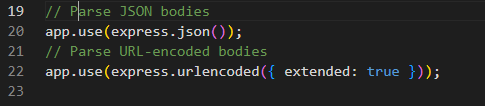 19 // Parse JSON bodies
20 app.use(express.json());
21 // Parse URL-encoded bodies
22 app.use(express.urlencoded({ extended: true }));
23